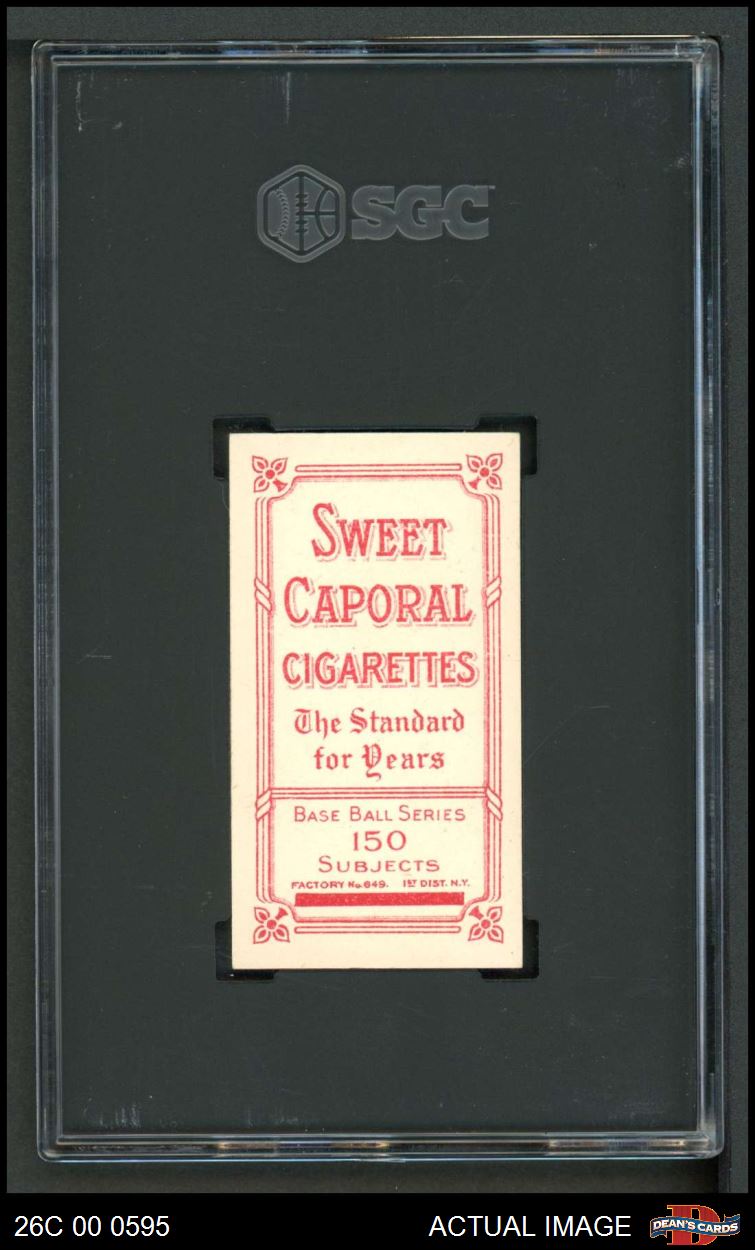 SGC
SWEET
CAPORAL
CIGARETTES
The Standard
for Years
BASE BALL SERIES
150
SUBJECTS
FACTORY No. 649. 1ST DIST. N.Y.
26C 00 0595
ACTUAL IMAGE
D
DEAN'S CARDS